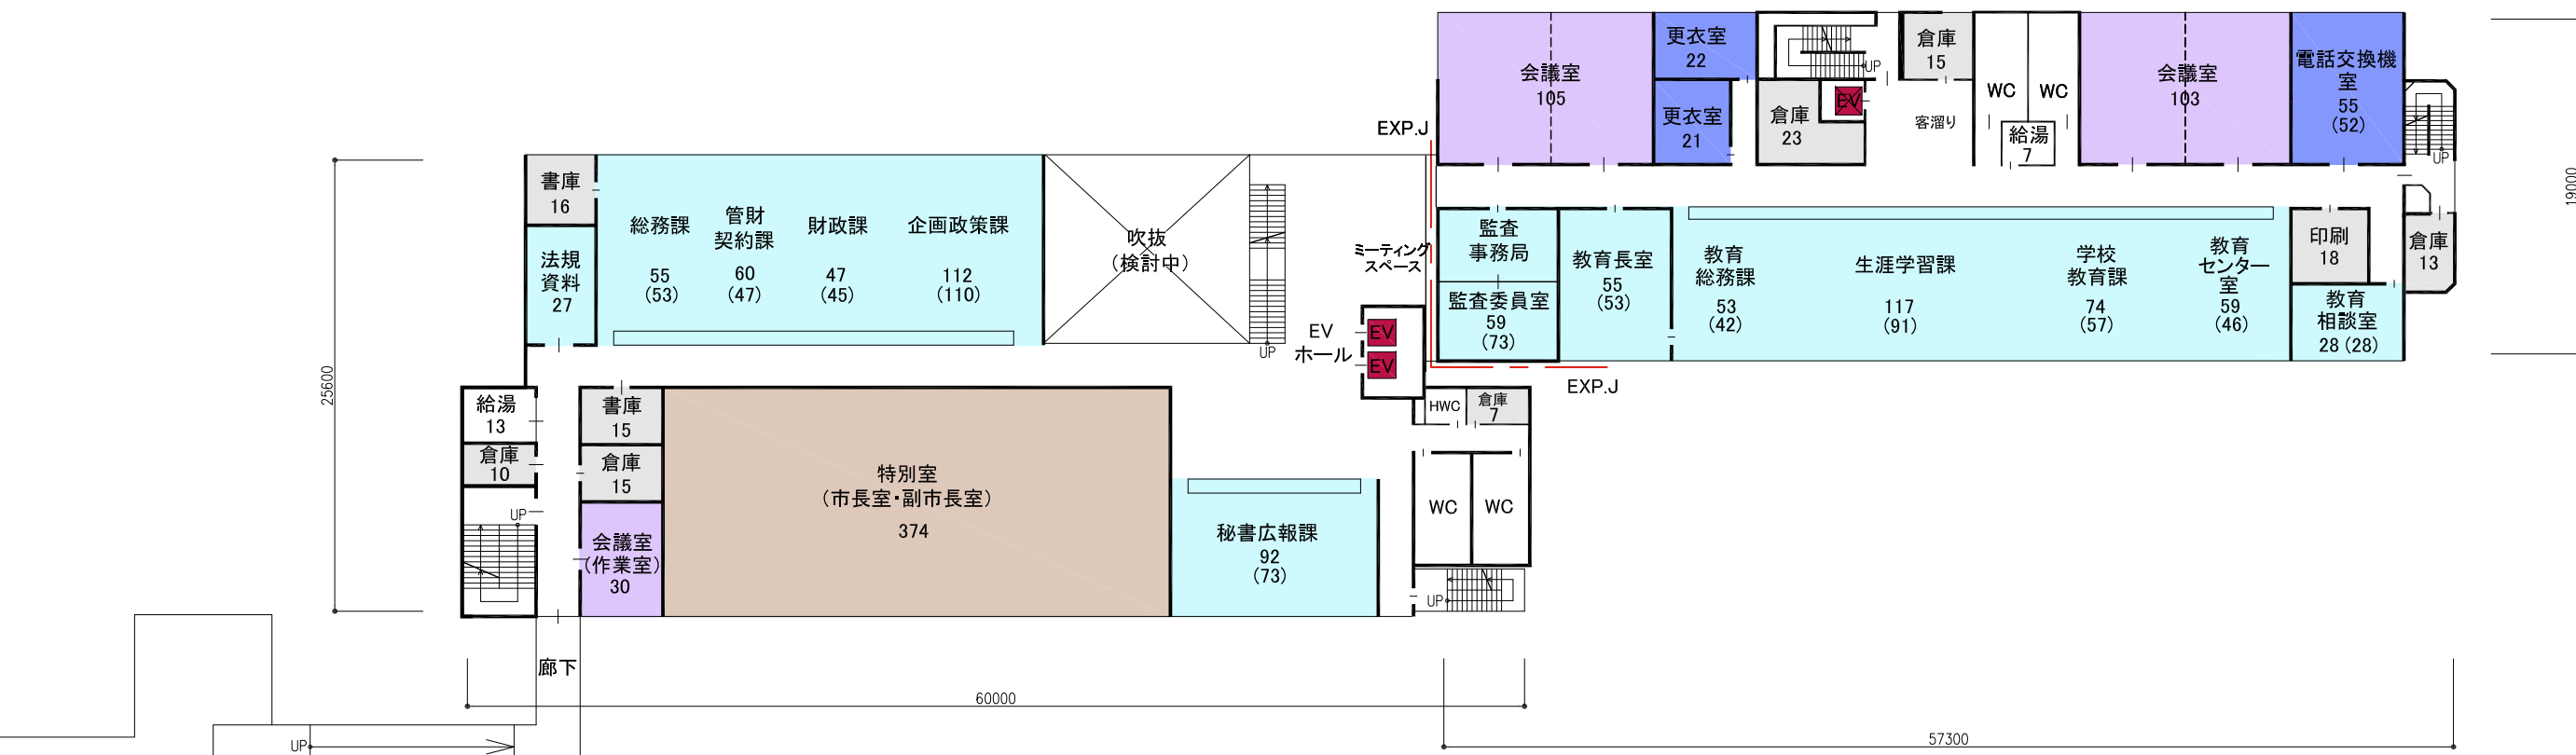 会議室
105
更衣室
22
更衣室
21
UP
倉庫
23
EV
倉庫
15
客溜り
WC
WC
給湯
7
会議室
103
電話交換機
室
55
(52)
UP
19000
EXP.J
書庫
16
法規
資料
27
総務課
55
(53)
管財
契約課
60
(47)
財政課
47
(45)
企画政策課
112
(110)
吹抜
(検討中)
UP
ミーティング
スペース
EV
ホール
EV
EV
監査
事務局
監査委員室
59
(73)
教育長室
55
(53)
教育
総務課
53
(42)
生涯学習課
117
(91)
学校
教育課
74
(57)
教育
センター
室
59
(46)
印刷
18
倉庫
13
教育
相談室
28 (28)
EXP.J
25600
給湯
13
倉庫
10
UP
書庫
15
倉庫
15
会議室
(作業室)
30
特別室
(市長室・副市長室)
374
秘書広報課
92
(73)
HWC
倉庫
7
WC
WC
UP
廊下
60000
57300
UP